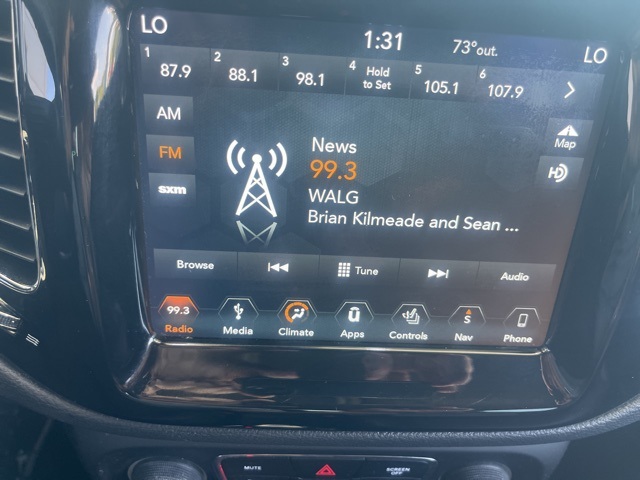 LO 1:31 73°out. LO
1 87.9 2 88.1 3 98.1 4 Hold to Set 5 105.1 6 107.9
AM
FM
sxm
News
99.3
WALG
Brian Kilmeade and Sean ...
Map
HD
Browse Tune Audio
99.3 S
Radio Media Climate Apps Controls Nav Phone
MUTE SCREEN OFF